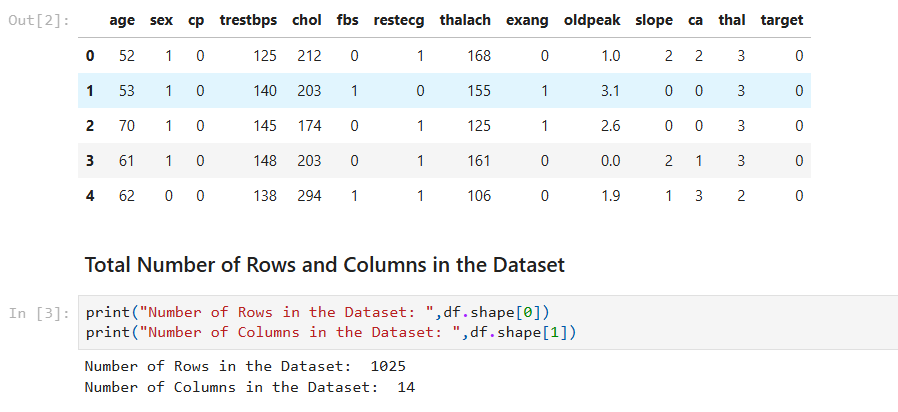 Out[2]: age sex cp trestbps chol fbs restecg thalach exang oldpeak slope ca thal target
0 52 1 0 125 212 0 1 168 0 1.0 2 2 3 0
1 53 1 0 140 203 1 0 155 1 3.1 0 0 3 0
2 70 1 0 145 174 0 1 125 1 2.6 0 0 3 0
3 61 1 0 148 203 0 1 161 0 0.0 2 1 3 0
4 62 0 0 138 294 1 1 106 0 1.9 1 3 2 0
Total Number of Rows and Columns in the Dataset
In [3]: print("Number of Rows in the Dataset: ",df.shape[0])
print("Number of Columns in the Dataset: ",df.shape[1])
Number of Rows in the Dataset:  1025
Number of Columns in the Dataset:  14